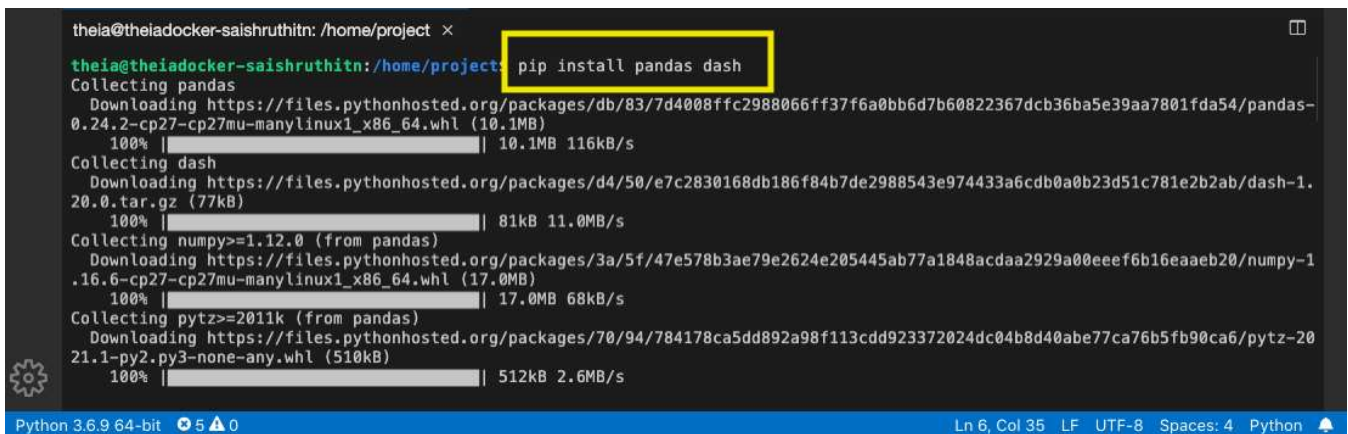 theia@theiadocker-saishruthitn: /home/project ×
theia@theiadocker-saishruthitn:/home/project$ pip install pandas dash
Collecting pandas
  Downloading https://files.pythonhosted.org/packages/db/83/7d4008ffc2988066ff37f6a0bb6d7b60822367dcb36ba5e39aa7801fda54/pandas-
0.24.2-cp27-cp27mu-manylinux1_x86_64.whl (10.1MB)
    100% |                                | 10.1MB 116kB/s
Collecting dash
  Downloading https://files.pythonhosted.org/packages/d4/50/e7c2830168db186f84b7de2988543e974433a6cdb0a0b23d51c781e2b2ab/dash-1.
20.0.tar.gz (77kB)
    100% |                                | 81kB 11.0MB/s
Collecting numpy>=1.12.0 (from pandas)
  Downloading https://files.pythonhosted.org/packages/3a/5f/47e578b3ae79e2624e205445ab77a1848acdaa2929a00eeef6b16eaaeb20/numpy-1
.16.6-cp27-cp27mu-manylinux1_x86_64.whl (17.0MB)
    100% |                                | 17.0MB 68kB/s
Collecting pytz>=2011k (from pandas)
  Downloading https://files.pythonhosted.org/packages/70/94/784178ca5dd892a98f113cdd923372024dc04b8d40abe77ca76b5fb90ca6/pytz-20
21.1-py2.py3-none-any.whl (510kB)
    100% |                                | 512kB 2.6MB/s
Python 3.6.9 64-bit 5 0 Ln 6, Col 35 LF UTF-8 Spaces: 4 Python